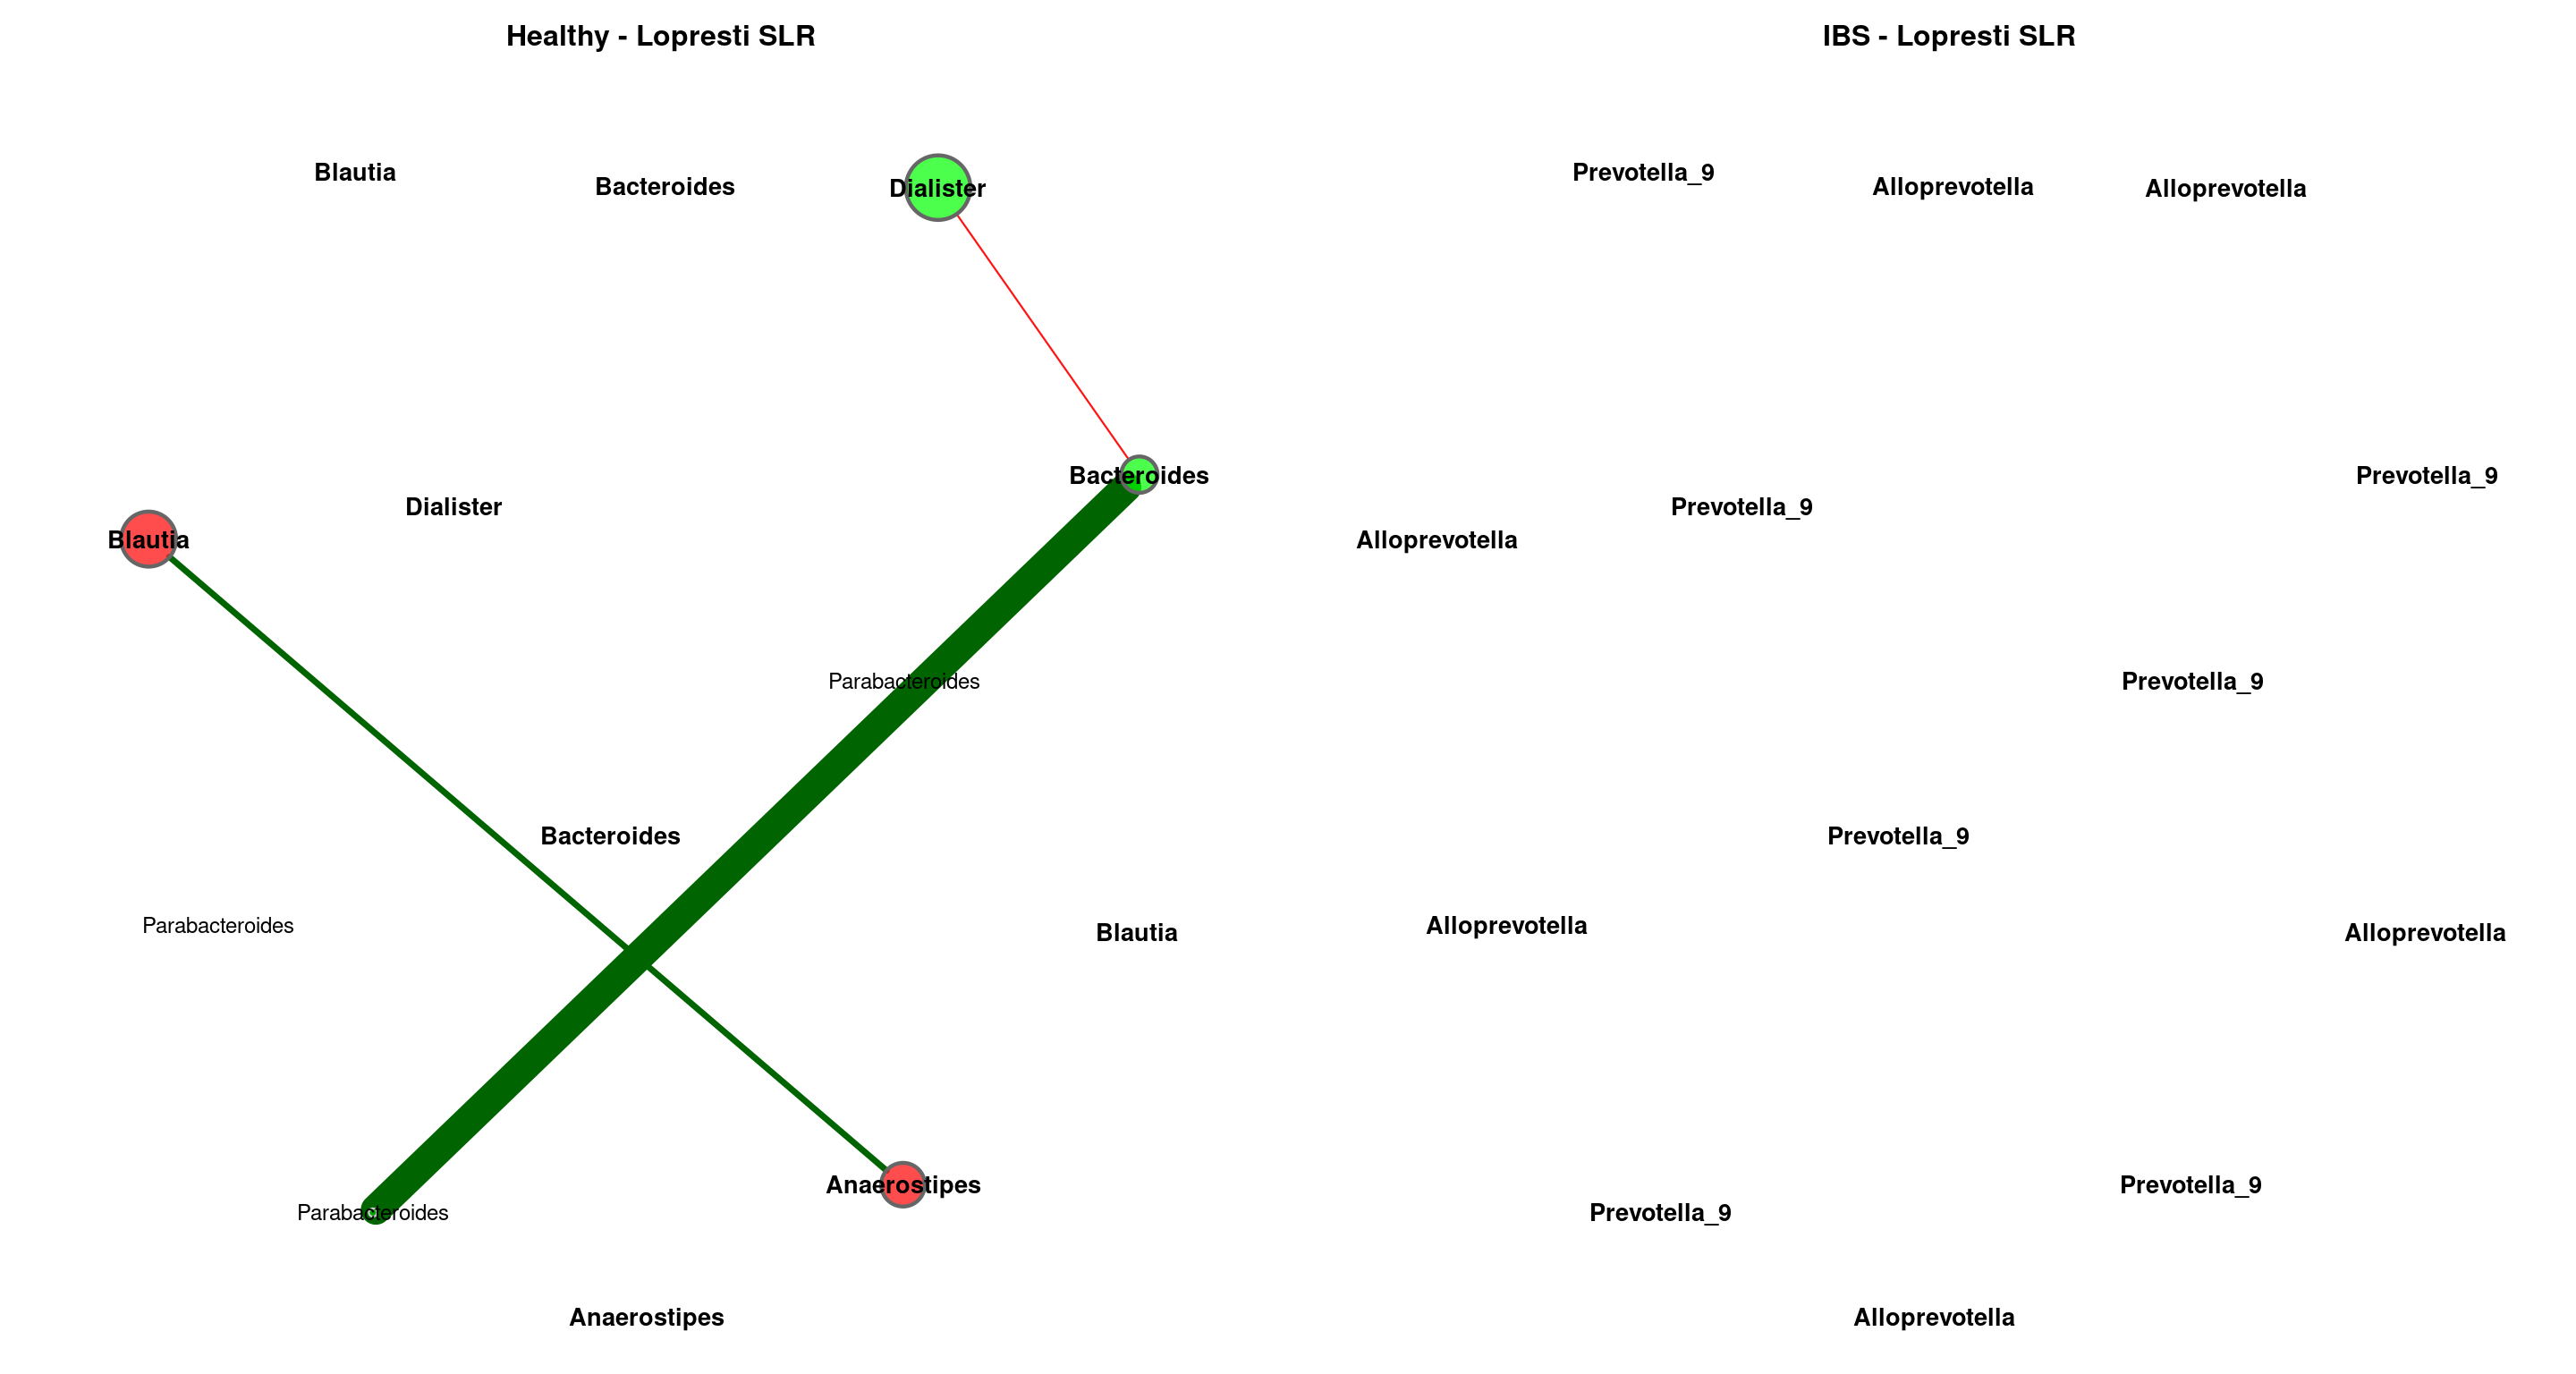 Healthy - Lopresti SLR
Blautia
Bacteroides
Dialister
Bacteroides
Dialister
Blautia
Parabacteroides
Bacteroides
Parabacteroides
Blautia
Anaerostipes
Parabacteroides
Anaerostipes
IBS - Lopresti SLR
Prevotella_9
Alloprevotella
Alloprevotella
Prevotella_9
Prevotella_9
Alloprevotella
Prevotella_9
Prevotella_9
Alloprevotella
Alloprevotella
Prevotella_9
Prevotella_9
Alloprevotella